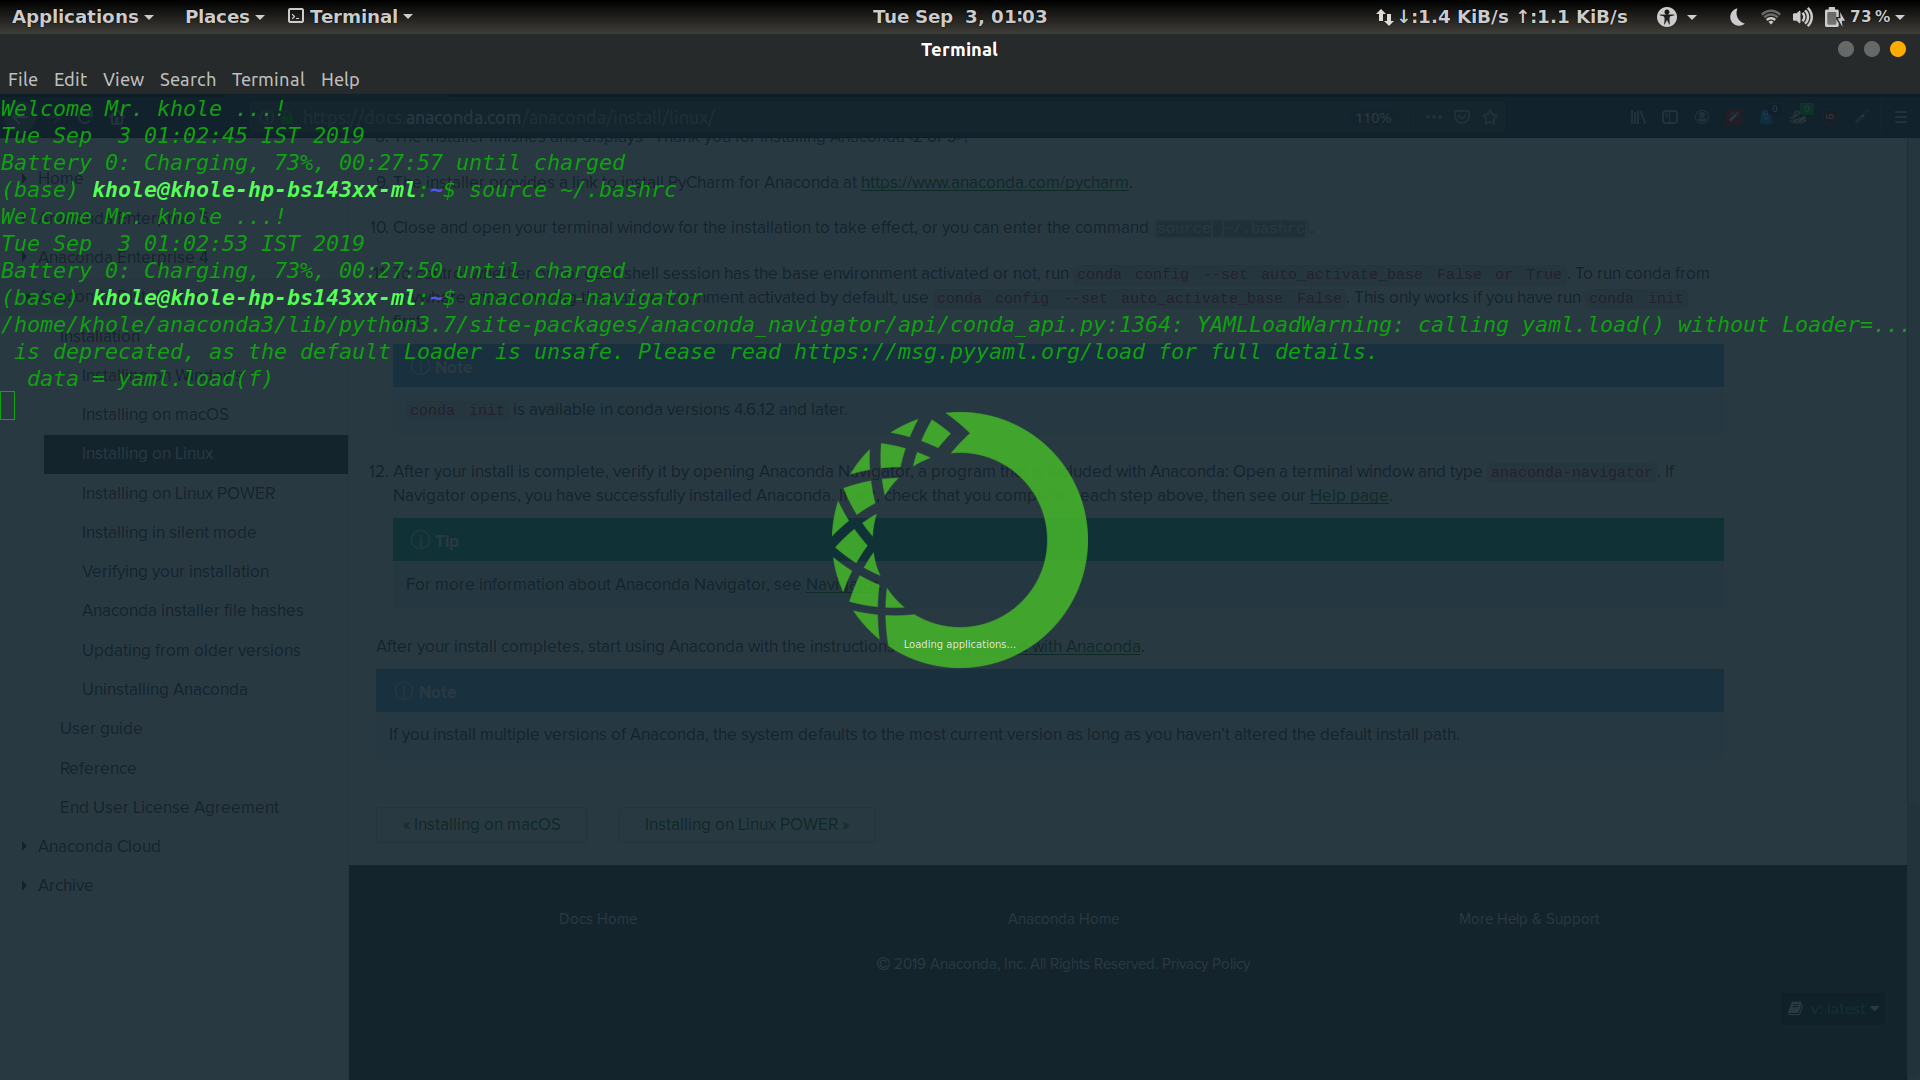 Applications Places Terminal Tue Sep  3, 01:03 ↓:1.4 KiB/s ↑:1.1 KiB/s 73 %
Terminal
File Edit View Search Terminal Help
Welcome Mr. khole ...!
https://docs.anaconda.com/anaconda/install/linux/ 110%
Tue Sep  3 01:02:45 IST 2019
Battery 0: Charging, 73%, 00:27:57 until charged
Home
(base) khole@khole-hp-bs143xx-ml:~$ source ~/.bashrc
9. The installer provides a link to install PyCharm for Anaconda at https://www.anaconda.com/pycharm.
Welcome Mr. khole ...!
10. Close and open your terminal window for the installation to take effect, or you can enter the command source ~/.bashrc.
Tue Sep  3 01:02:53 IST 2019
Anaconda Enterprise 4
Battery 0: Charging, 73%, 00:27:50 until charged
shell session has the base environment activated or not, run conda config --set auto_activate_base False or True. To run conda from
(base) khole@khole-hp-bs143xx-ml:~$ anaconda-navigator
activated by default, use conda config --set auto_activate_base False. This only works if you have run conda init
/home/khole/anaconda3/lib/python3.7/site-packages/anaconda_navigator/api/conda_api.py:1364: YAMLLoadWarning: calling yaml.load() without Loader=...
Installation
is deprecated, as the default Loader is unsafe. Please read https://msg.pyyaml.org/load for full details.
Note
data = yaml.load(f)
Installing on macOS
conda init is available in conda versions 4.6.12 and later.
Installing on Linux
12. After your install is complete, verify it by opening Anaconda Navigator, a program included with Anaconda: Open a terminal window and type anaconda-navigator. If
Installing on Linux POWER
Navigator opens, you have successfully installed Anaconda. check that you each step above, then see our Help page.
Installing in silent mode
Tip
Verifying your installation
For more information about Anaconda Navigator, see
Anaconda installer file hashes
Updating from older versions
After your install completes, start using Anaconda with the instructions with Anaconda.
Loading applications...
Uninstalling Anaconda
Note
User guide
If you install multiple versions of Anaconda, the system defaults to the most current version as long as you haven't altered the default install path.
Reference
End User License Agreement
« Installing on macOS Installing on Linux POWER »
Anaconda Cloud
Archive
Docs Home Anaconda Home More Help & Support
© 2019 Anaconda, Inc. All Rights Reserved. Privacy Policy
v: latest